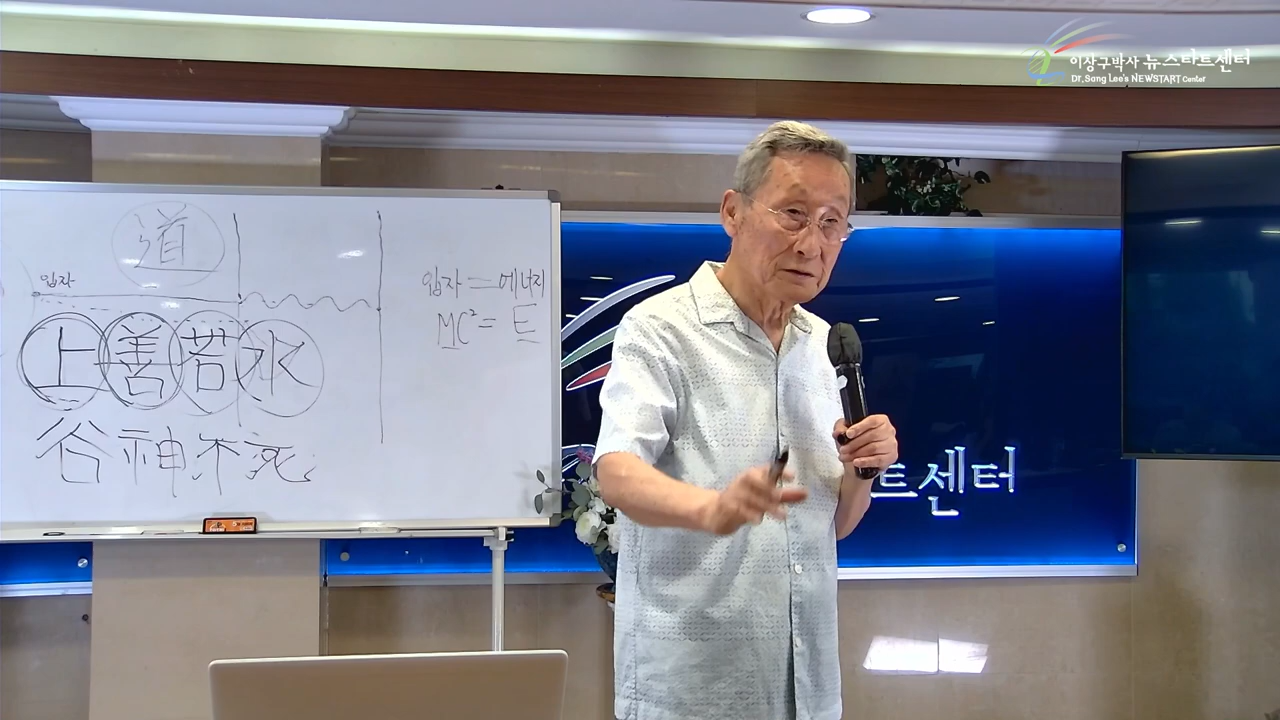 이상구박사 뉴스타트센터
Dr. Sang Lee's NEWSTART Center
道
입자
上善若水
谷神不死
입자 = 에너지
MC² = E
트센터